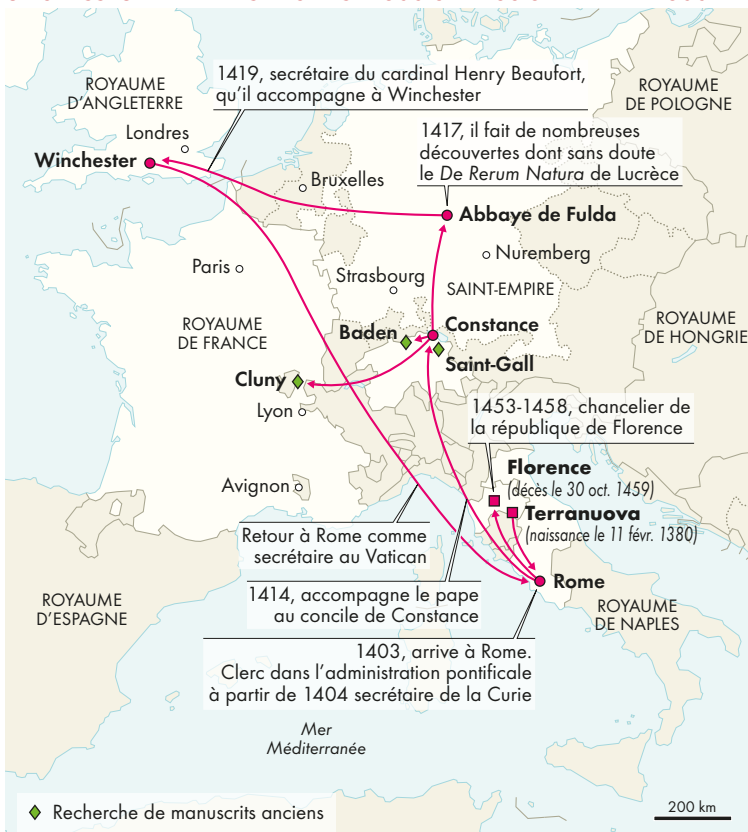 ROYAUME
D'ANGLETERRE
1419, secrétaire du cardinal Henry Beaufort,
qu'il accompagne à Winchester
ROYAUME
DE POLOGNE
Londres
Winchester
1417, il fait de nombreuses
découvertes dont sans doute
le De Rerum Natura de Lucrèce
Bruxelles
Abbaye de Fulda
Nuremberg
Paris
Strasbourg
SAINT-EMPIRE
ROYAUME
DE FRANCE
Baden
Constance
ROYAUME
DE HONGRIE
Saint-Gall
Cluny
Lyon
1453-1458, chancelier de
la république de Florence
Florence
(décès le 30 oct. 1459)
Avignon
Terranuova
(naissance le 11 févr. 1380)
Retour à Rome comme
secrétaire au Vatican
Rome
1414, accompagne le pape
au concile de Constance
ROYAUME
D'ESPAGNE
ROYAUME
DE NAPLES
1403, arrive à Rome.
Clerc dans l'administration pontificale
à partir de 1404 secrétaire de la Curie
Mer
Méditerranée
Recherche de manuscrits anciens
200 km